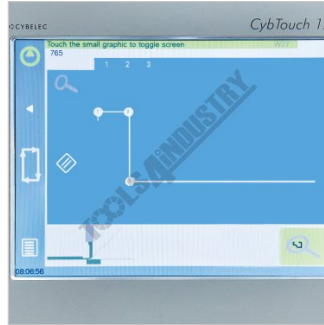 CYBELEC
CybTouch 1
Touch the small graphic to toggle screen
765
1 2 3
TOOLS4INDUSTRY
08:06:56